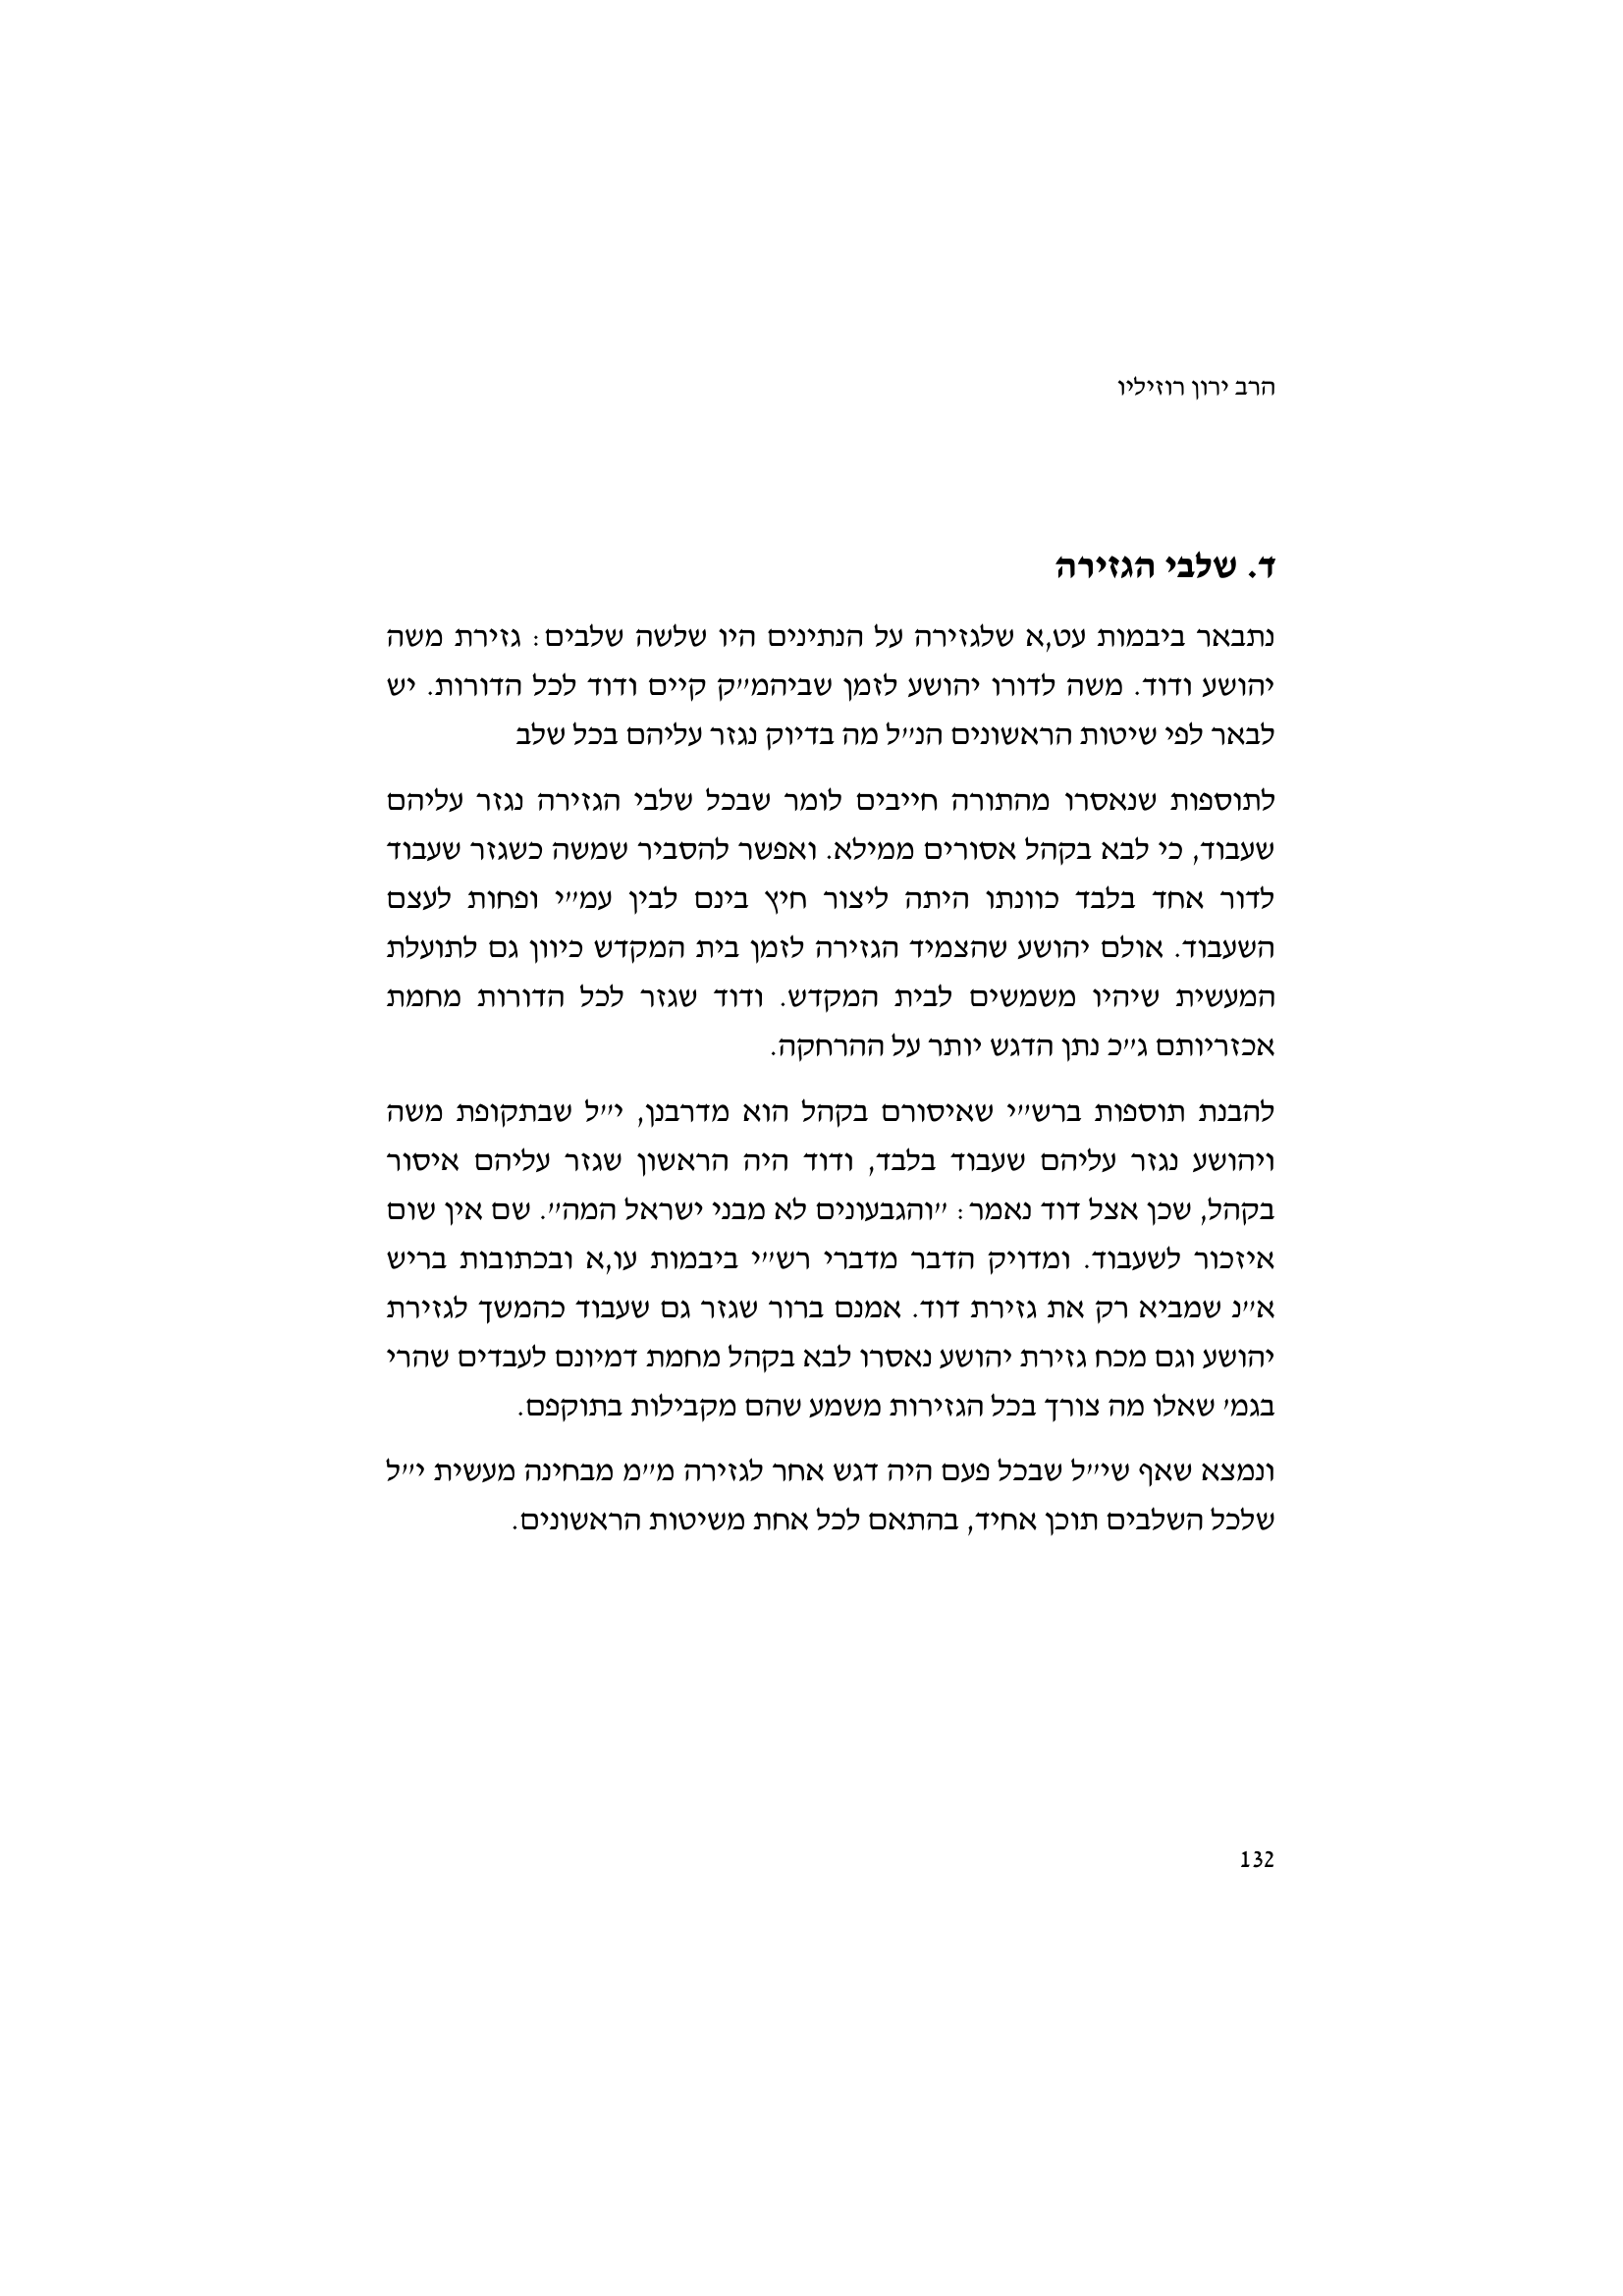 הרב ירון רוזיליו
ד. שלבי הגזירה
נתבאר ביבמות עט,א שלגזירה על הנתינים היו שלשה שלבים: גזירת משה
יהושע ודוד. משה לדורו יהושע לזמן שביהמ״ק קיים ודוד לכל הדורות. יש
לבאר לפי שיטות הראשונים הנ״ל מה בדיוק נגזר עליהם בכל שלב
לתוספות שנאסרו מהתורה חייבים לומר שבכל שלבי הגזירה נגזר עליהם
שעבוד, כי לבא בקהל אסורים ממילא. ואפשר להסביר שמשה כשגזר שעבוד
לדור אחד בלבד כוונתו היתה ליצור חיץ בינם לבין עמ״י ופחות לעצם
השעבוד. אולם יהושע שהצמיד הגזירה לזמן בית המקדש כיוון גם לתועלת
המעשית שיהיו משמשים לבית המקדש. ודוד שגזר לכל הדורות מחמת
אכזריותם ג״כ נתן הדגש יותר על ההרחקה.
להבנת תוספות ברש״י שאיסורם בקהל הוא מדרבנן, י״ל שבתקופת משה
ויהושע נגזר עליהם שעבוד בלבד, ודוד היה הראשון שגזר עליהם איסור
בקהל, שכן אצל דוד נאמר: ״והגבעונים לא מבני ישראל המה״. שם אין שום
איזכור לשעבוד. ומדויק הדבר מדברי רש״י ביבמות עו,א ובכתובות בריש
א״נ שמביא רק את גזירת דוד. אמנם ברור שגזר גם שעבוד כהמשך לגזירת
יהושע וגם מכח גזירת יהושע נאסרו לבא בקהל מחמת דמיונם לעבדים שהרי
בגמ׳ שאלו מה צורך בכל הגזירות משמע שהם מקבילות בתוקפם.
ונמצא שאף שי״ל שבכל פעם היה דגש אחר לגזירה מ״מ מבחינה מעשית י״ל
שלכל השלבים תוכן אחיד, בהתאם לכל אחת משיטות הראשונים.
132